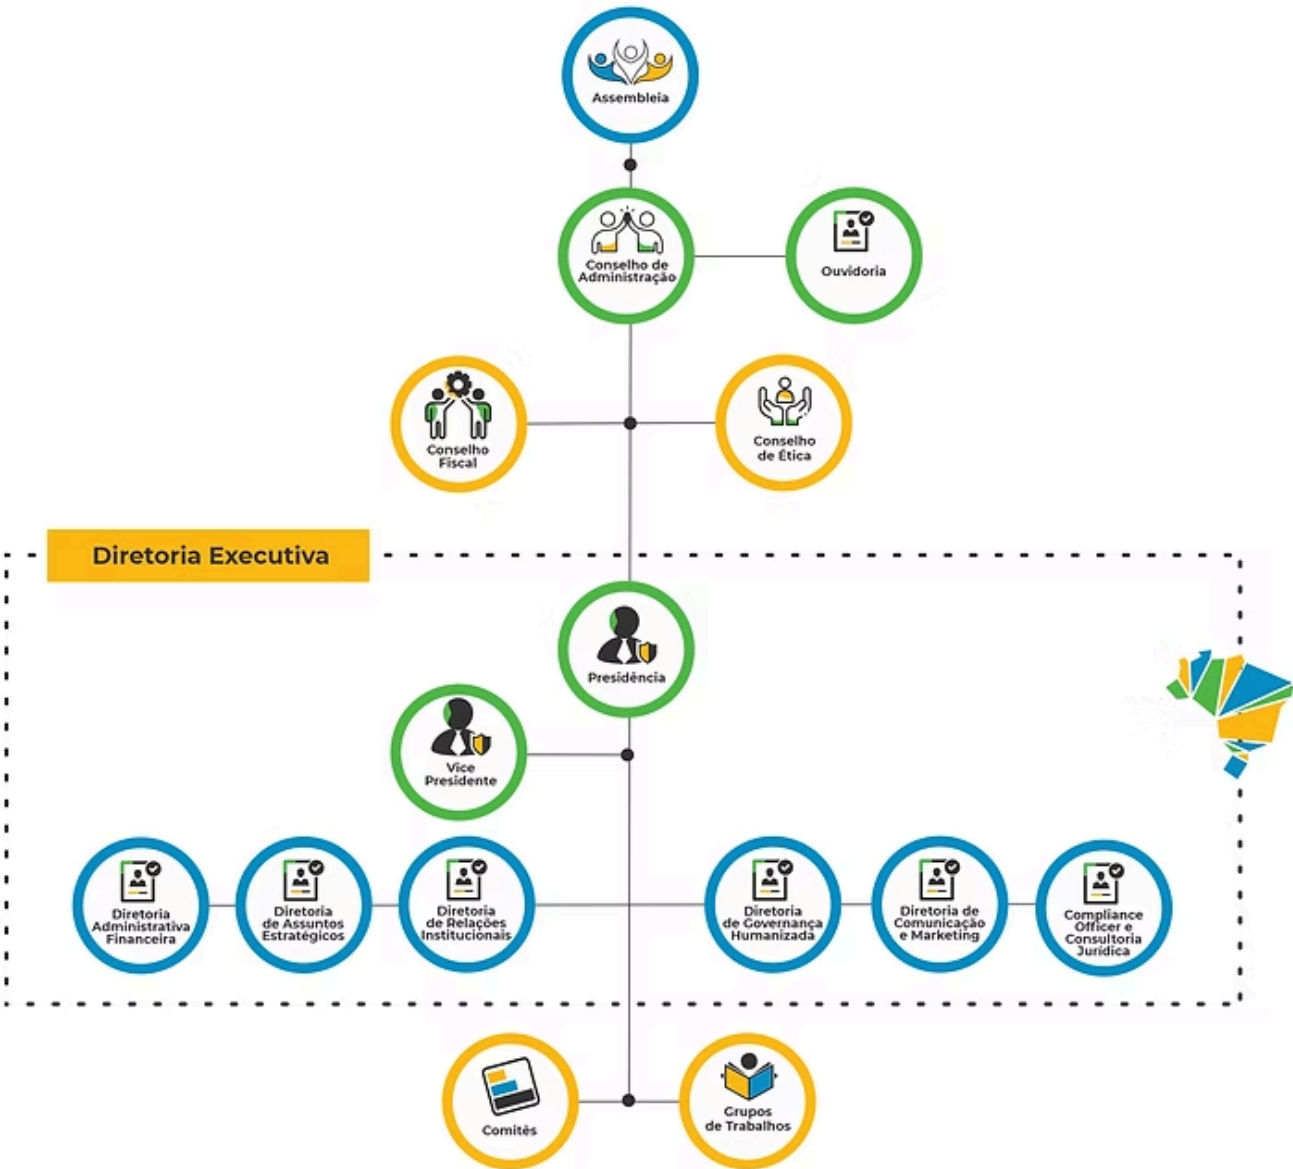 Assembleia
Conselho de
Administração
Ouvidoria
Conselho
Fiscal
Conselho
de Ética
Diretoria Executiva
Presidência
Vice
Presidente
Diretoria
Administrativa
Financeira
Diretoria
de Assuntos
Estratégicos
Diretoria
de Relações
Institucionais
Diretoria
de Governança
Humanizada
Diretoria de
Comunicação
e Marketing
Compliance
Officer e
Consultoria
Jurídica
Comitês
Grupos
de Trabalhos